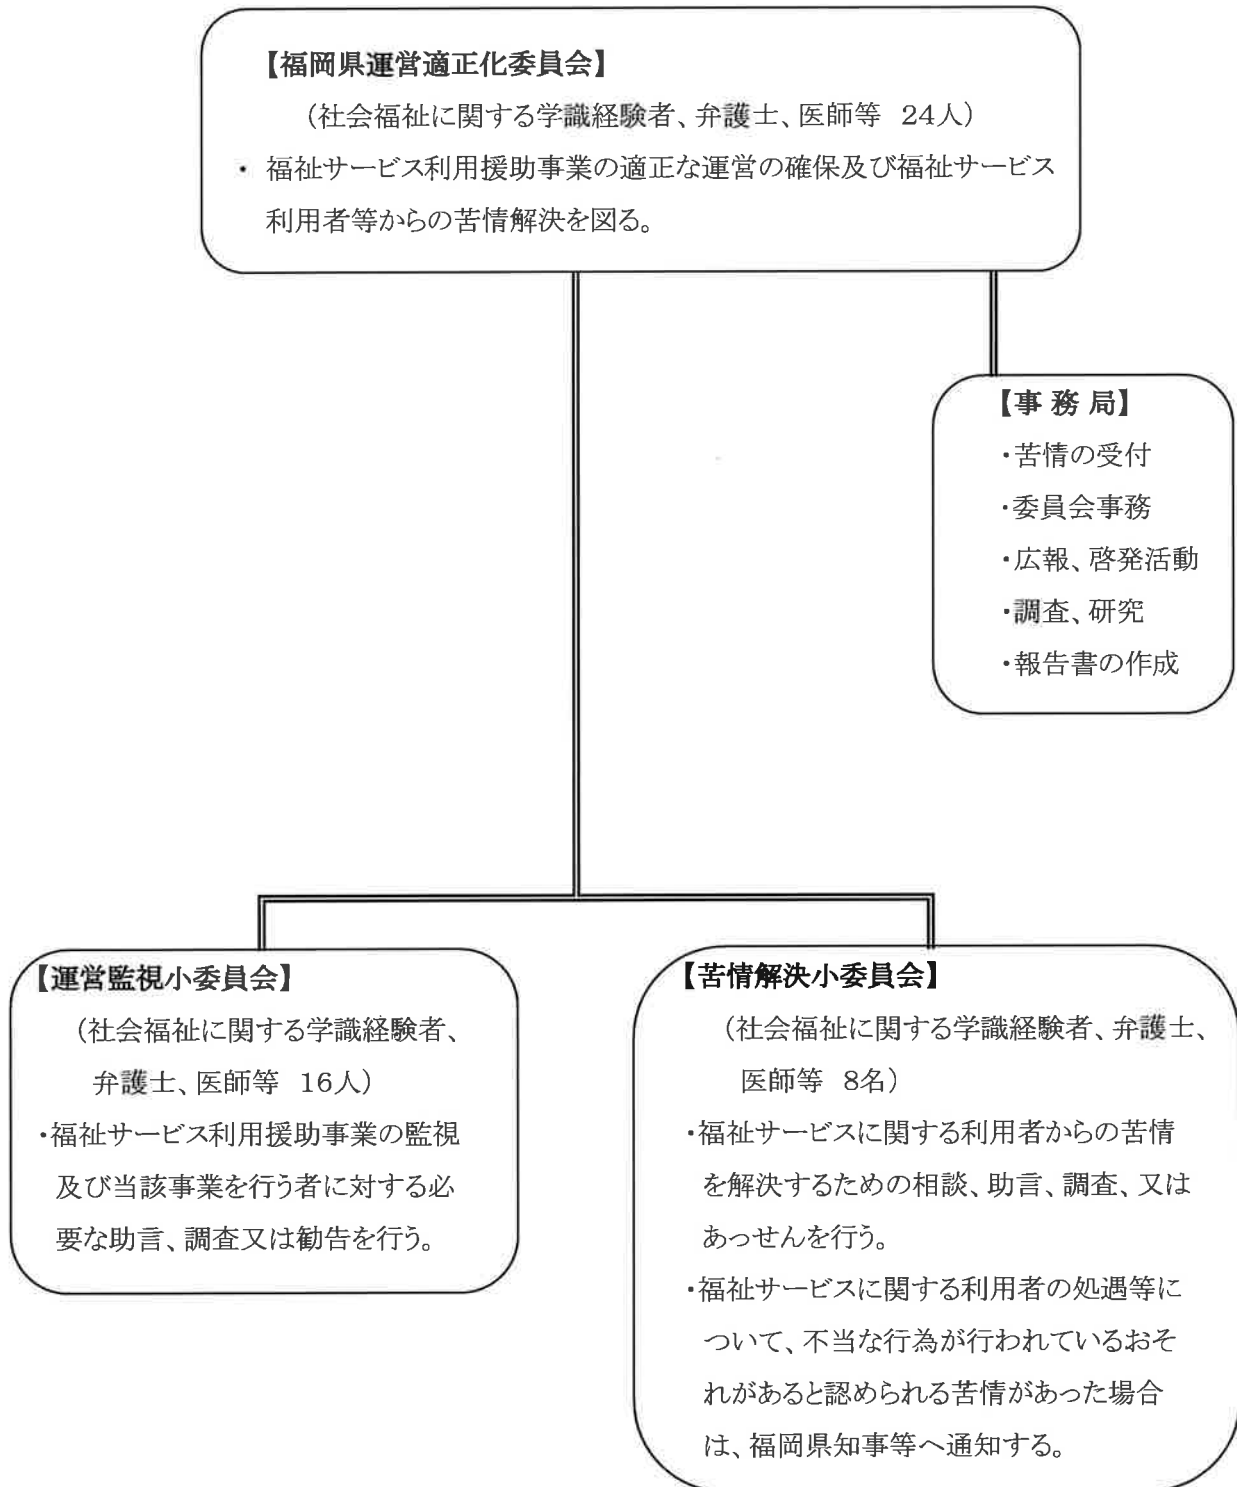 【福岡県運営適正化委員会】
(社会福祉に関する学識経験者、弁護士、医師等 24人)
・ 福祉サービス利用援助事業の適正な運営の確保及び福祉サービス
利用者等からの苦情解決を図る。
【事 務 局】
・苦情の受付
・委員会事務
・広報、啓発活動
・調査、研究
・報告書の作成
【運営監視小委員会】
(社会福祉に関する学識経験者、
弁護士、医師等 16人)
・福祉サービス利用援助事業の監視
及び当該事業を行う者に対する必
要な助言、調査又は勧告を行う。
【苦情解決小委員会】
(社会福祉に関する学識経験者、弁護士、
医師等 8名)
・福祉サービスに関する利用者からの苦情
を解決するための相談、助言、調査、又は
あっせんを行う。
・福祉サービスに関する利用者の処遇等に
ついて、不当な行為が行われているおそ
れがあると認められる苦情があった場合
は、福岡県知事等へ通知する。